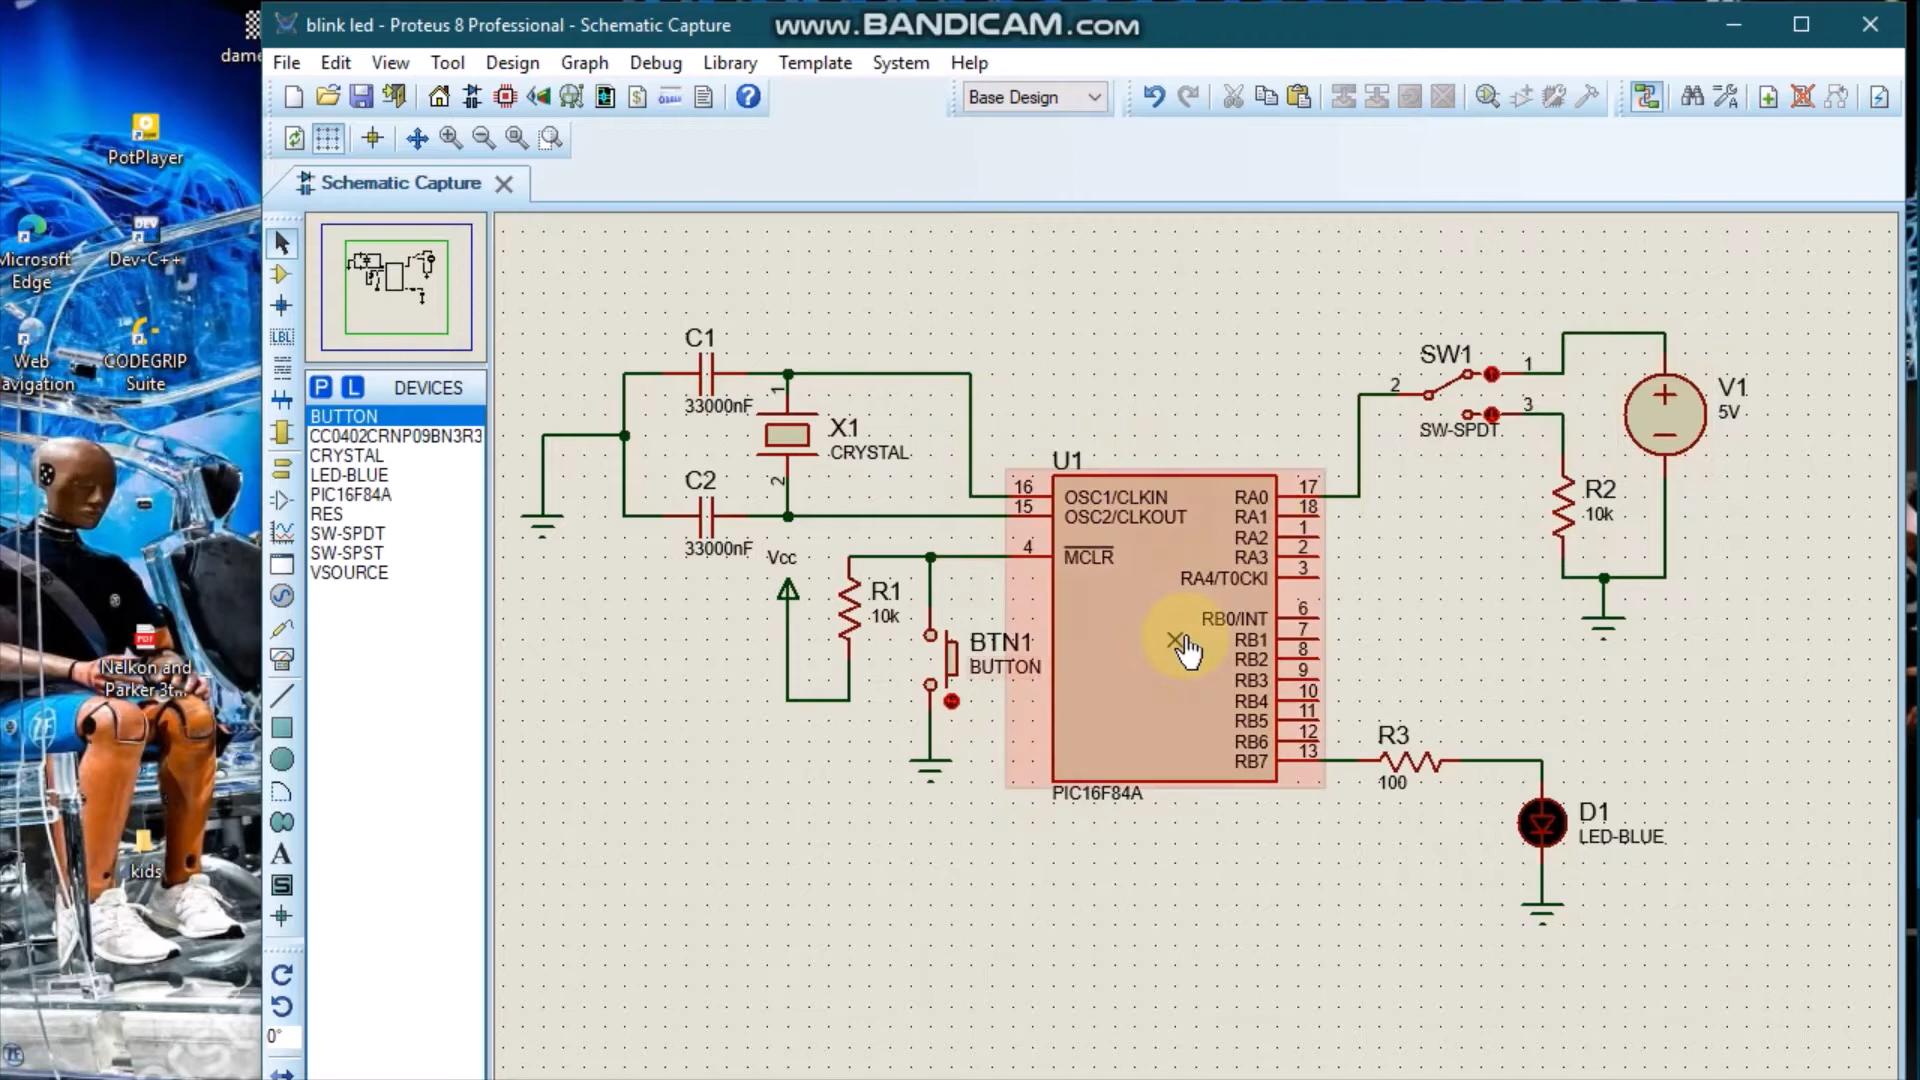 dame
blink led - Proteus 8 Professional - Schematic Capture
www.BANDICAM.com
File Edit View Tool Design Graph Debug Library Template System Help
Base Design
Schematic Capture
PotPlayer
Microsoft
Edge
Dev-C++
Web
avigation
CODEGRIP
Suite
PDF
Nelkon and
Parker 3t...
kids
LBL
A
S
0°
P L DEVICES
BUTTON
CC0402CRNP09BN3R3
CRYSTAL
LED-BLUE
PIC16F84A
RES
SW-SPDT
SW-SPST
VSOURCE
C1
33000nF
1
X1
CRYSTAL
2
C2
33000nF
Vcc
R1
10k
BTN1
BUTTON
U1
16 OSC1/CLKIN
15 OSC2/CLKOUT
4 MCLR
RA0 17
RA1 18
RA2 1
RA3 2
RA4/T0CKI 3
RB0/INT 6
RB1 7
RB2 8
RB3 9
RB4 10
RB5 11
RB6 12
RB7 13
PIC16F84A
SW1
1
2
3
SW-SPDT
V1
5V
R2
10k
R3
100
D1
LED-BLUE